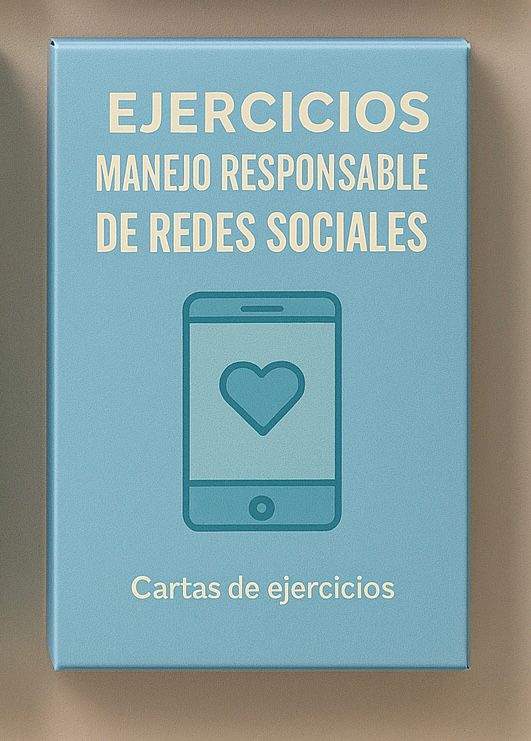 EJERCICIOS
MANEJO RESPONSABLE
DE REDES SOCIALES
Cartas de ejercicios